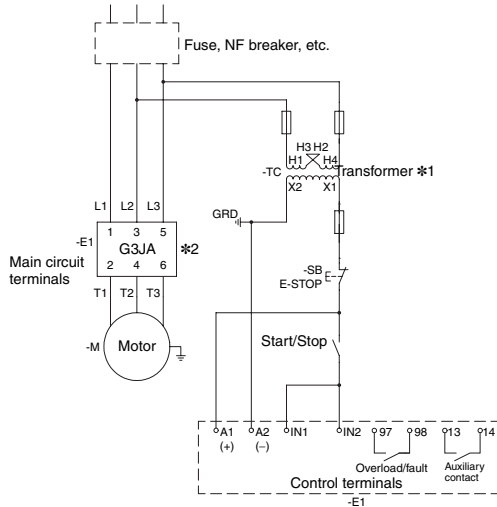 Fuse, NF breaker, etc.
H3 H2
H1 H4
-TC
Transformer ✻1
X2 X1
L1 L2 L3
GRD
1 3 5
-E1
G3JA
✻2
2 4 6
Main circuit
terminals
-SB
E-STOP
T1 T2 T3
-M
Motor
Start/Stop
A1
(+)
A2
(−)
IN1
IN2
97
98
13
14
Overload/fault
Auxiliary
contact
Control terminals
-E1